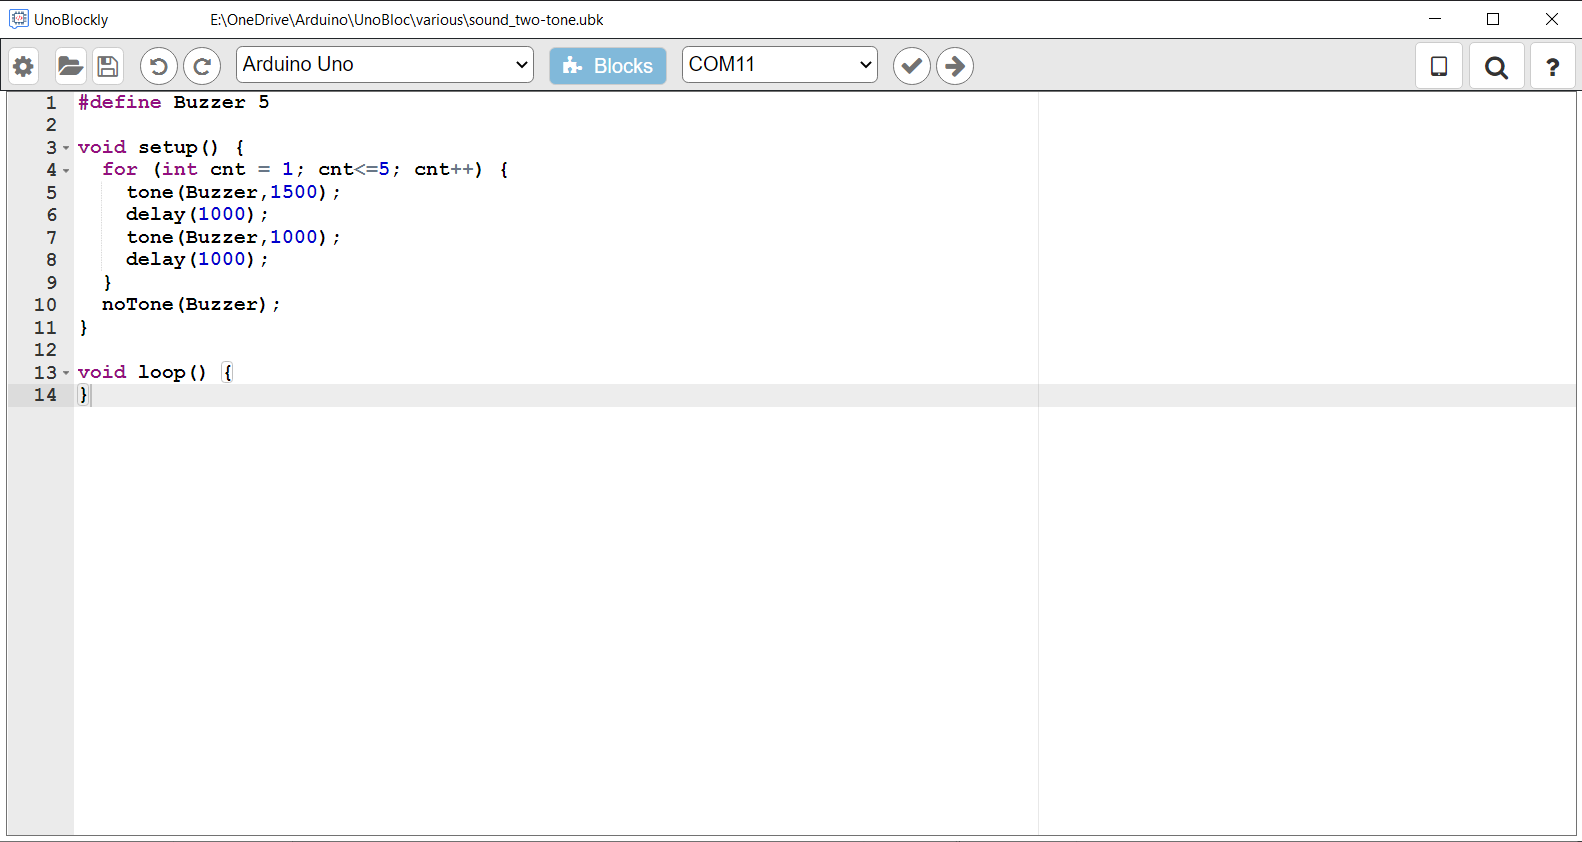 UnoBlockly E:\OneDrive\Arduino\UnoBloc\various\sound_two-tone.ubk
Arduino Uno Blocks COM11 ?
1 #define Buzzer 5
2
3 void setup() {
4   for (int cnt = 1; cnt<=5; cnt++) {
5     tone(Buzzer,1500);
6     delay(1000);
7     tone(Buzzer,1000);
8     delay(1000);
9   }
10   noTone(Buzzer);
11 }
12
13 void loop() {
14 }